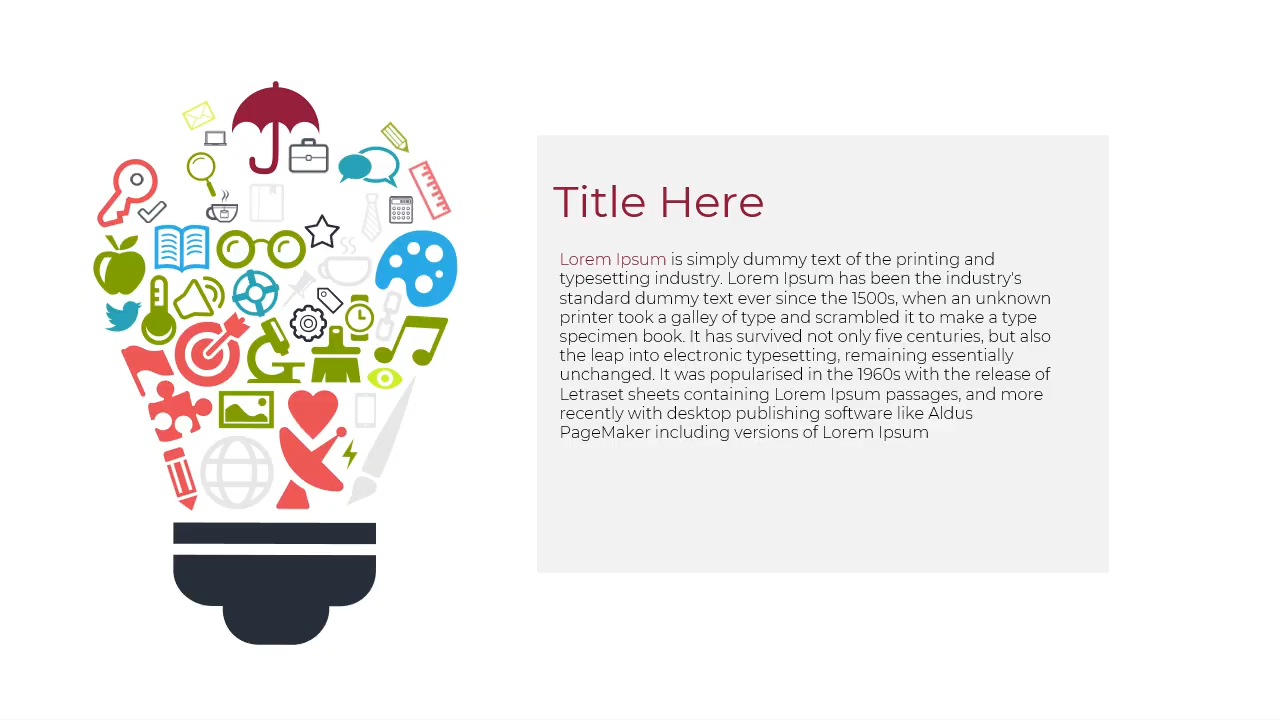 Title Here
Lorem Ipsum is simply dummy text of the printing and
typesetting industry. Lorem Ipsum has been the industry's
standard dummy text ever since the 1500s, when an unknown
printer took a galley of type and scrambled it to make a type
specimen book. It has survived not only five centuries, but also
the leap into electronic typesetting, remaining essentially
unchanged. It was popularised in the 1960s with the release of
Letraset sheets containing Lorem Ipsum passages, and more
recently with desktop publishing software like Aldus
PageMaker including versions of Lorem Ipsum